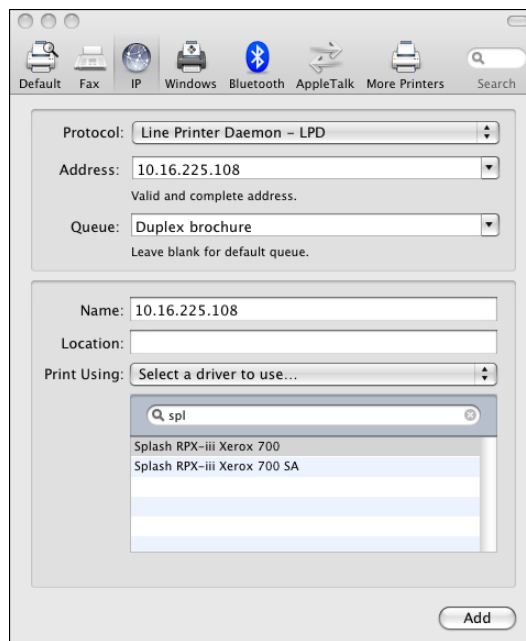 Default Fax IP Windows Bluetooth AppleTalk More Printers Search
Protocol: Line Printer Daemon – LPD
Address: 10.16.225.108
Valid and complete address.
Queue: Duplex brochure
Leave blank for default queue.
Name: 10.16.225.108
Location:
Print Using: Select a driver to use...
spl
Splash RPX-iii Xerox 700
Splash RPX-iii Xerox 700 SA
Add